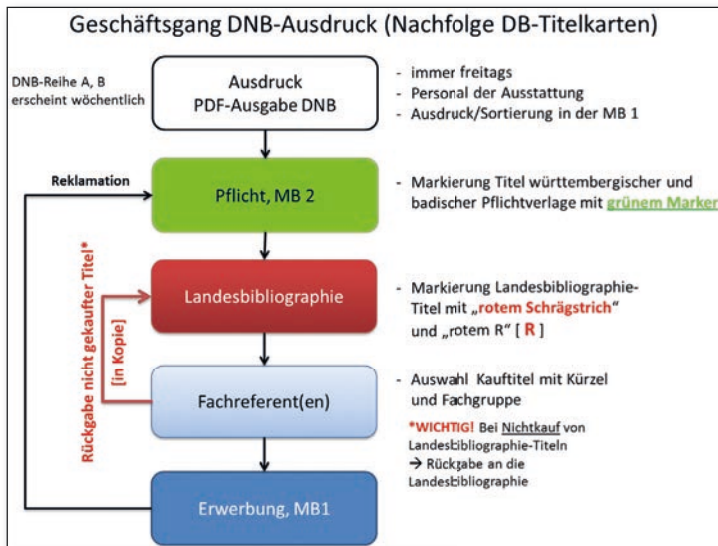 Geschäftsgang DNB-Ausdruck (Nachfolge DB-Titelkarten)
DNB-Reihe A, B
erscheint wöchentlich
Ausdruck
PDF-Ausgabe DNB
- immer freitags
- Personal der Ausstattung
- Ausdruck/Sortierung in der MB 1
Reklamation
Pflicht, MB 2
- Markierung Titel württembergischer und
badischer Pflichtverlage mit grünem Marker
Rückgabe nicht gekaufter Titel*
[in Kopie]
Landesbibliographie
- Markierung Landesbibliographie-
Titel mit „rotem Schrägstrich“
und „rotem R“ [ R ]
Fachreferent(en)
- Auswahl Kauftitel mit Kürzel
und Fachgruppe
*WICHTIG! Bei Nichtkauf von
Landesbibliographie-Titeln
→ Rückgabe an die
Landesbibliographie
Erwerbung, MB1